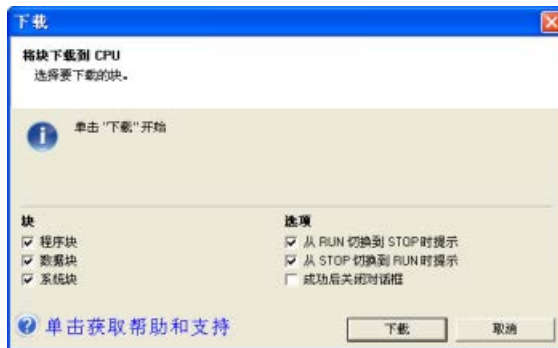 下载
将块下载到 CPU
选择要下载的块。
单击 "下载" 开始
块
程序块
数据块
系统块
选项
从 RUN 切换到 STOP 时提示
从 STOP 切换到 RUN 时提示
成功后关闭对话框
单击获取帮助和支持
下载
取消